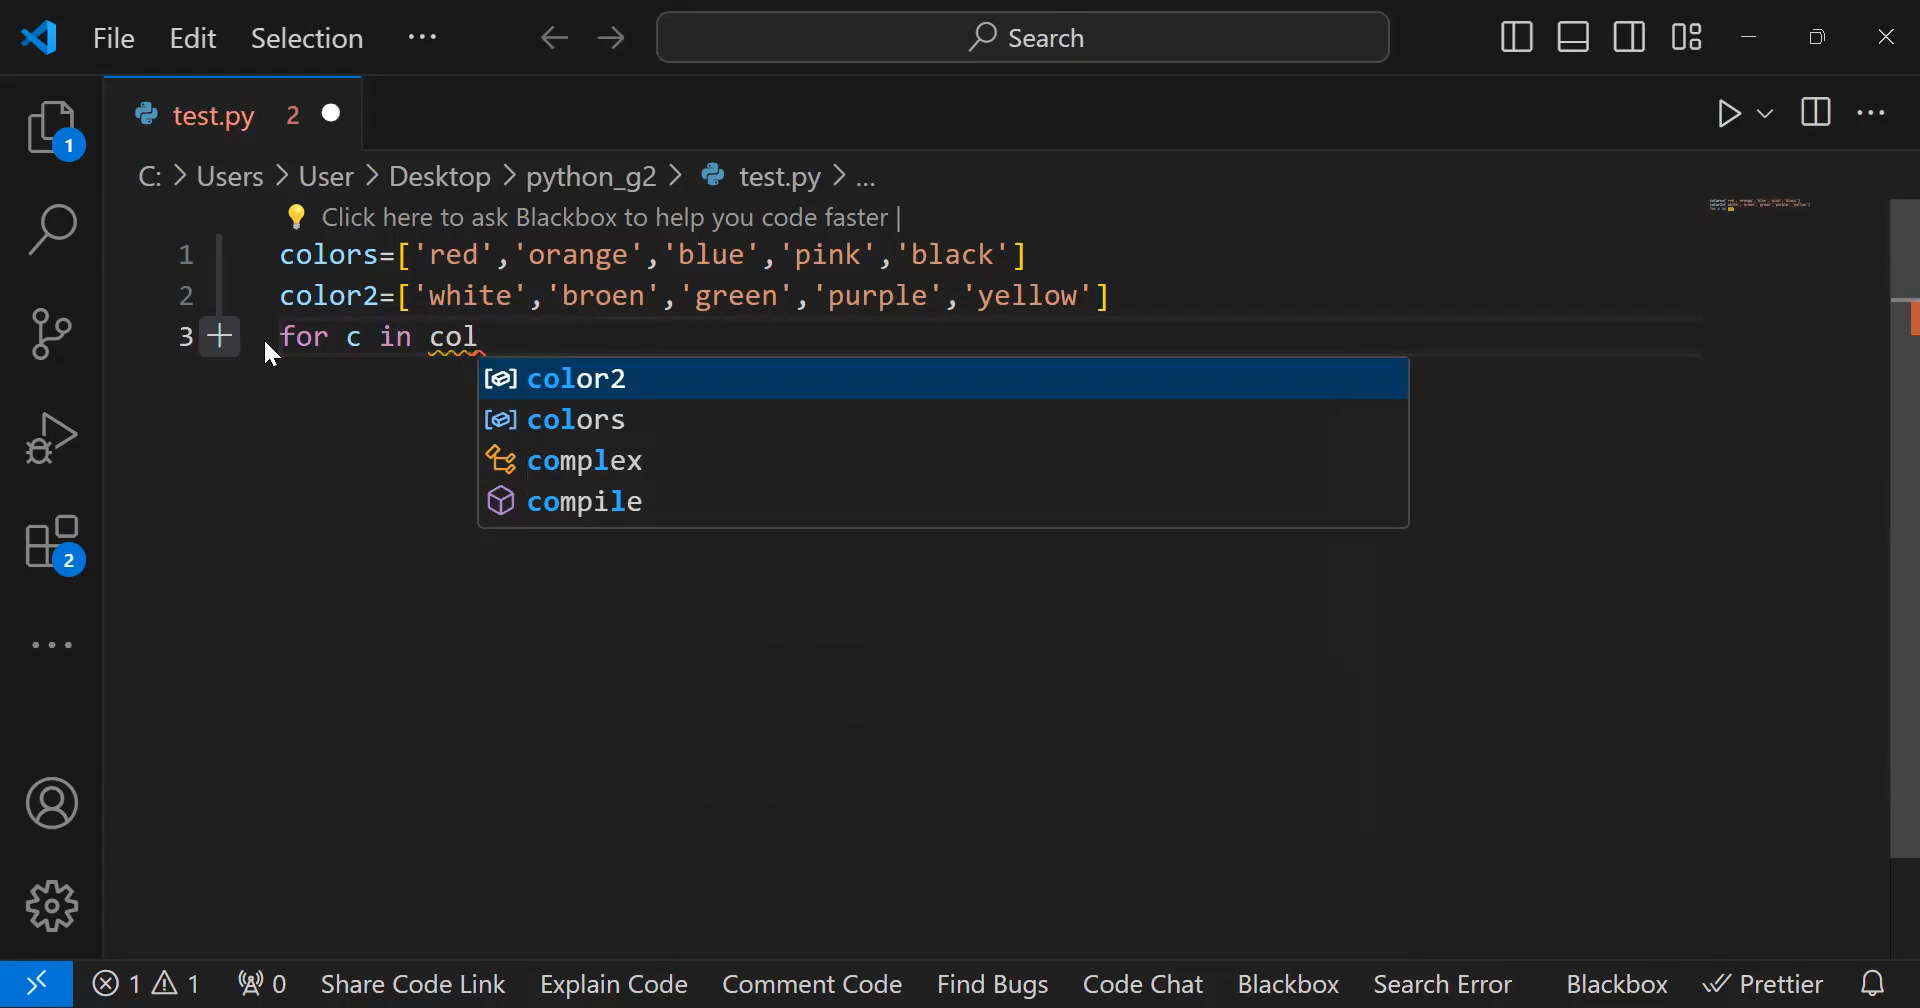 File Edit Selection ··· Search
test.py 2
C: > Users > User > Desktop > python_g2 > test.py > ...
Click here to ask Blackbox to help you code faster |
1 colors=['red','orange','blue','pink','black']
2 color2=['white','broen','green','purple','yellow']
3 for c in col
color2
colors
complex
compile
1
2
1 1 0 Share Code Link Explain Code Comment Code Find Bugs Code Chat Blackbox Search Error Blackbox Prettier